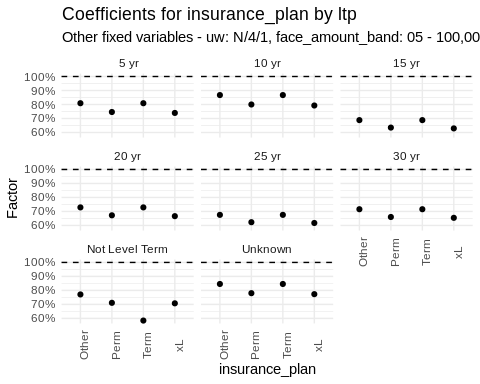 Coefficients for insurance_plan by ltp
Other fixed variables - uw: N/4/1, face_amount_band: 05 - 100,00
5 yr
10 yr
15 yr
100%
90%
80%
70%
60%
20 yr
25 yr
30 yr
100%
90%
80%
70%
60%
Not Level Term
Unknown
100%
90%
80%
70%
60%
Factor
Other
Perm
Term
xL
Other
Perm
Term
xL
Other
Perm
Term
xL
insurance_plan